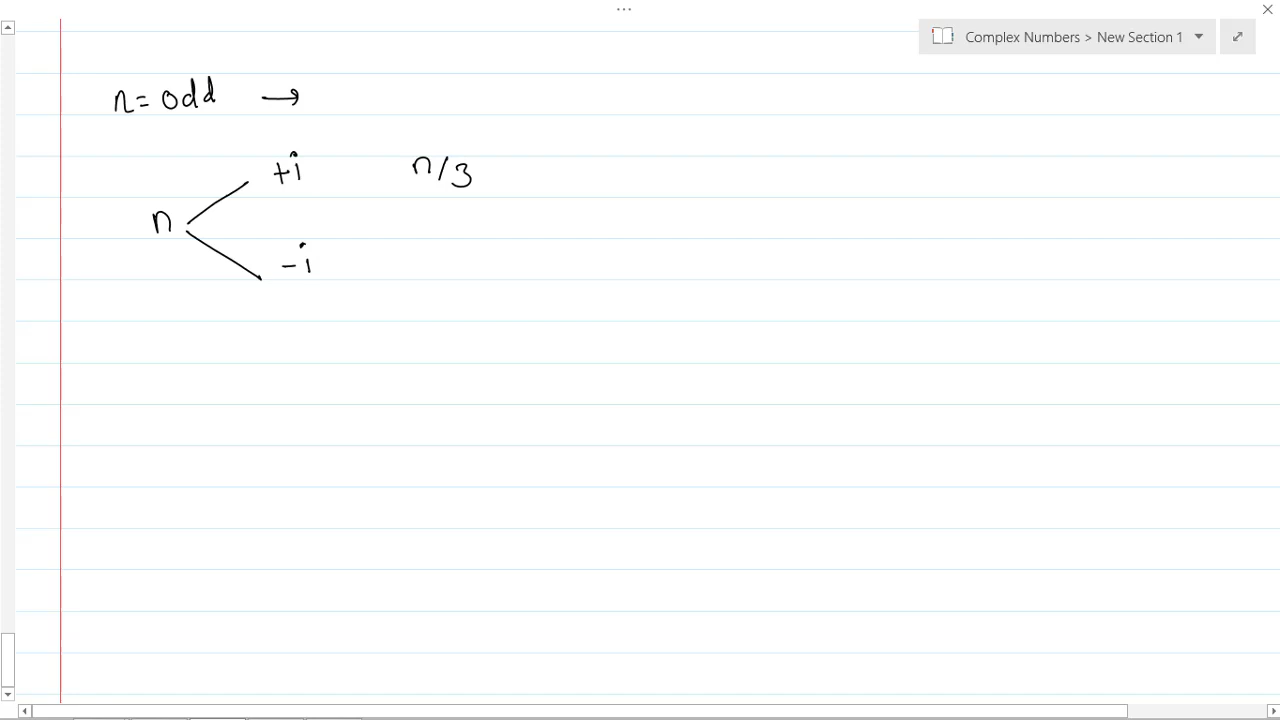 ...
Complex Numbers > New Section 1
n = odd →
+i n/3
n
-i